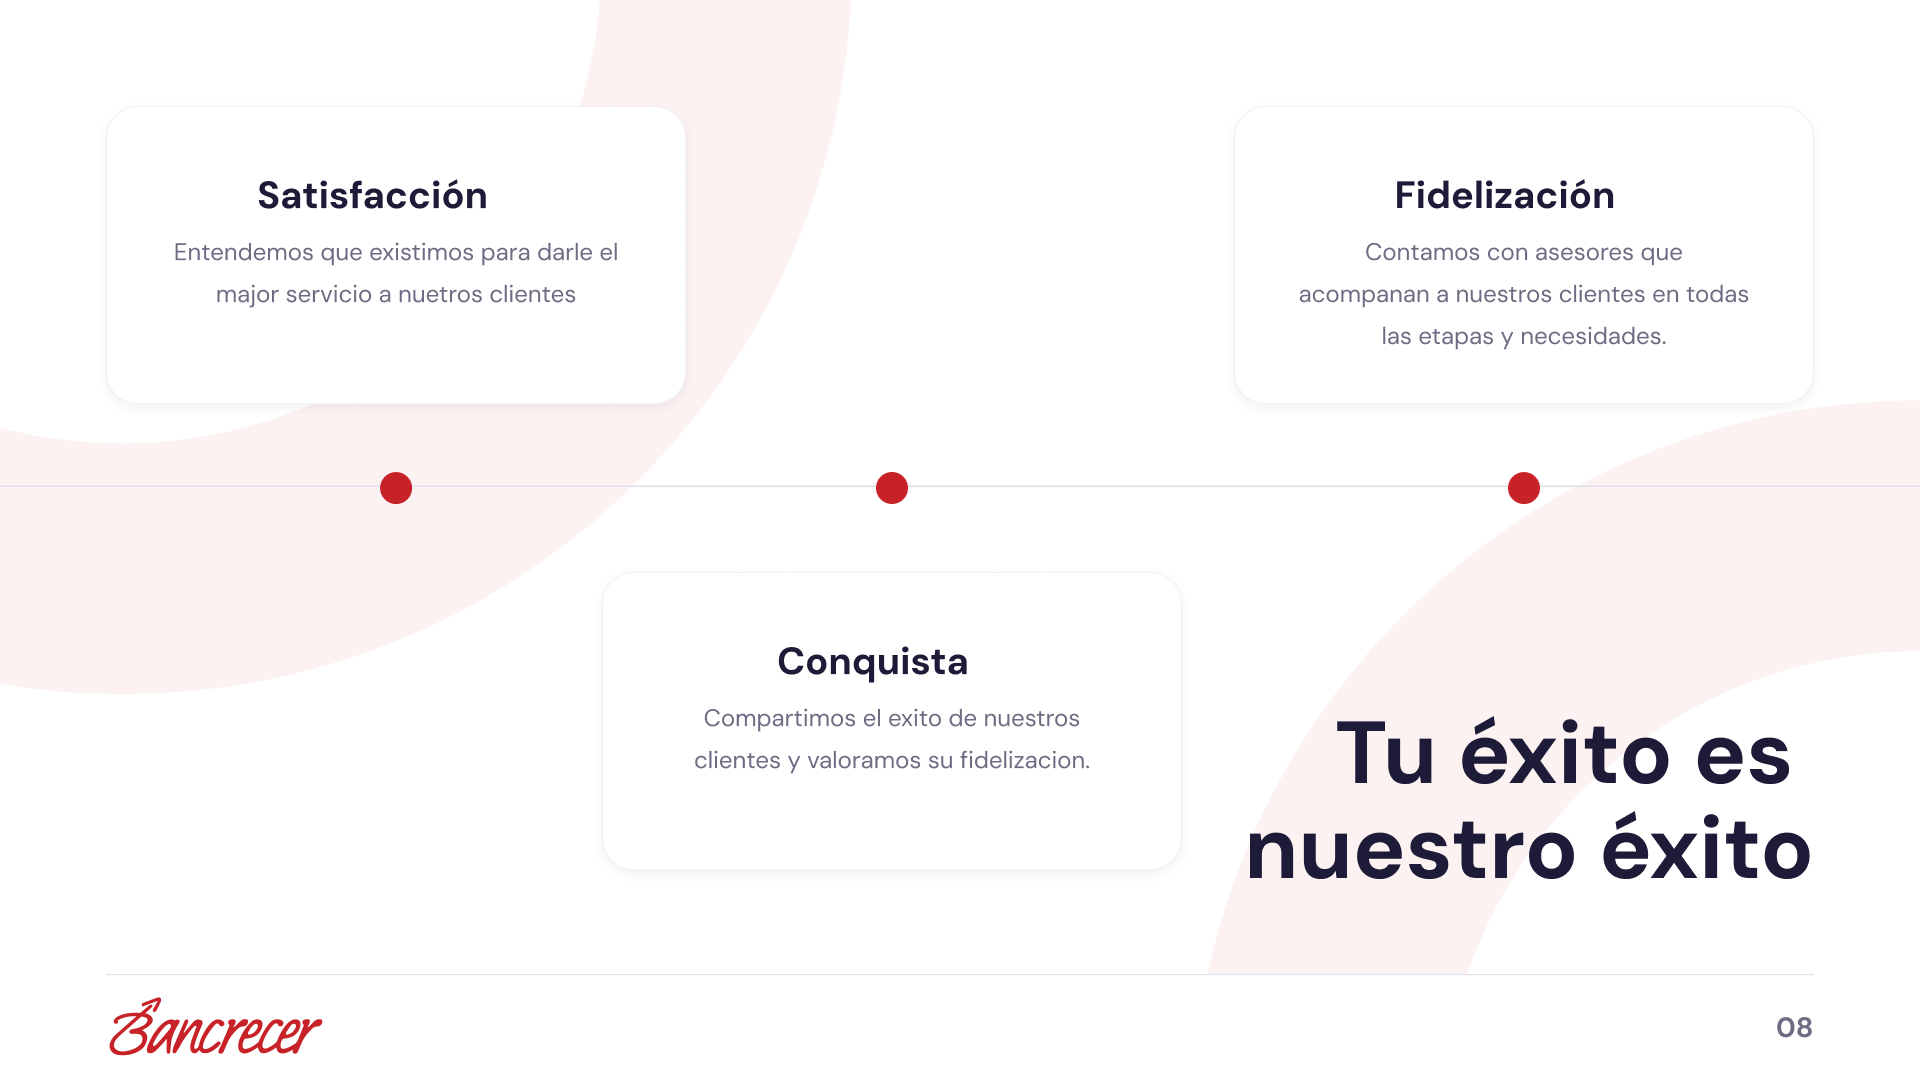 Satisfacción
Entendemos que existimos para darle el
major servicio a nuetros clientes
Fidelización
Contamos con asesores que
acompanan a nuestros clientes en todas
las etapas y necesidades.
Conquista
Compartimos el exito de nuestros
clientes y valoramos su fidelizacion.
Tu éxito es
nuestro éxito
Bancrecer
08